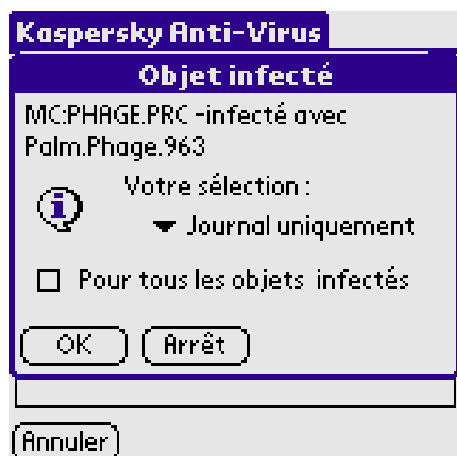 Kaspersky Anti-Virus
Objet infecté
MC:PHAGE.PRC -infecté avec
Palm.Phage.963
Votre sélection :
Journal uniquement
Pour tous les objets infectés
OK Arrêt
Annuler